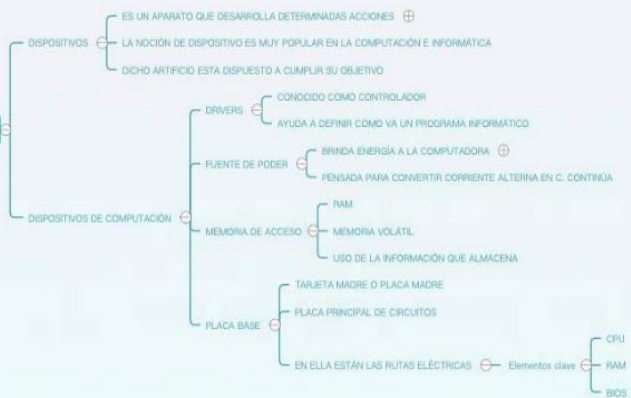 ES UN APARATO QUE DESARROLLA DETERMINADAS ACCIONES
DISPOSITIVOS
LA NOCIÓN DE DISPOSITIVO ES MUY POPULAR EN LA COMPUTACIÓN E INFORMÁTICA
DICHO ARTIFICIO ESTA DISPUESTO A CUMPLIR SU OBJETIVO
DISPOSITIVOS DE COMPUTACIÓN
DRIVERS
CONOCIDO COMO CONTROLADOR
AYUDA A DEFINIR COMO VA UN PROGRAMA INFORMÁTICO
FUENTE DE PODER
BRINDA ENERGÍA A LA COMPUTADORA
PENSADA PARA CONVERTIR CORRIENTE ALTERNA EN C. CONTINÚA
MEMORIA DE ACCESO
RAM
MEMORIA VOLÁTIL
USO DE LA INFORMACIÓN QUE ALMACENA
PLACA BASE
TARJETA MADRE O PLACA MADRE
PLACA PRINCIPAL DE CIRCUITOS
EN ELLA ESTÁN LAS RUTAS ELÉCTRICAS
Elementos clave
CPU
RAM
BIOS